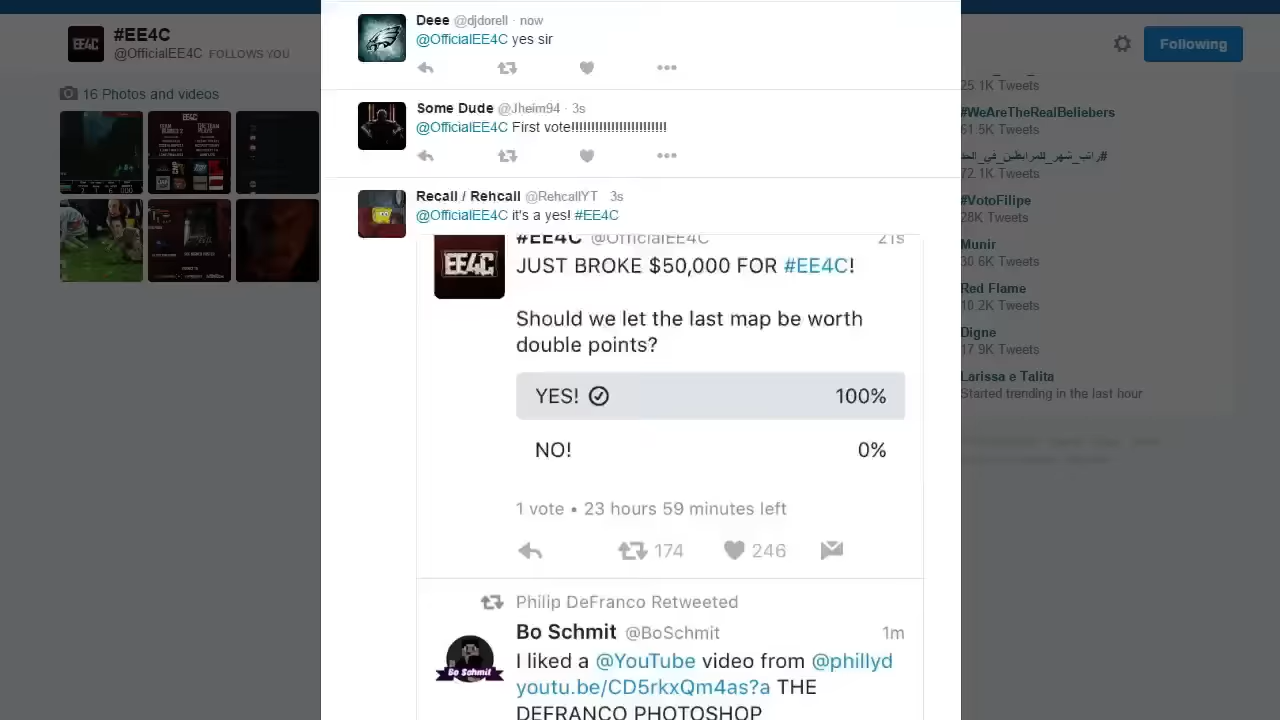 #EE4C
@OfficialEE4C FOLLOWS YOU
Following
16 Photos and videos
Deee @djdorell · now
@OfficialEE4C yes sir
Some Dude @Jheim94 · 3s
@OfficialEE4C First vote!!!!!!!!!!!!!!!!!!!!!!!!
Recall / Rehcall @RehcallYT 3s
@OfficialEE4C it's a yes! #EE4C
#EE4C @OfficialEE4C 21s
EE4C
JUST BROKE $50,000 FOR #EE4C!
Should we let the last map be worth
double points?
YES! 100%
NO! 0%
1 vote • 23 hours 59 minutes left
174 246
Philip DeFranco Retweeted
Bo Schmit @BoSchmit 1m
Bo Schmit
I liked a @YouTube video from @phillyd
youtu.be/CD5rkxQm4as?a THE
DEFRANCO PHOTOSHOP
25.1K Tweets
#WeAreTheRealBeliebers
61.5K Tweets
72.1K Tweets
#VotoFilipe
28K Tweets
Munir
30.6K Tweets
Red Flame
10.2K Tweets
Digne
17.9K Tweets
Larissa e Talita
Started trending in the last hour